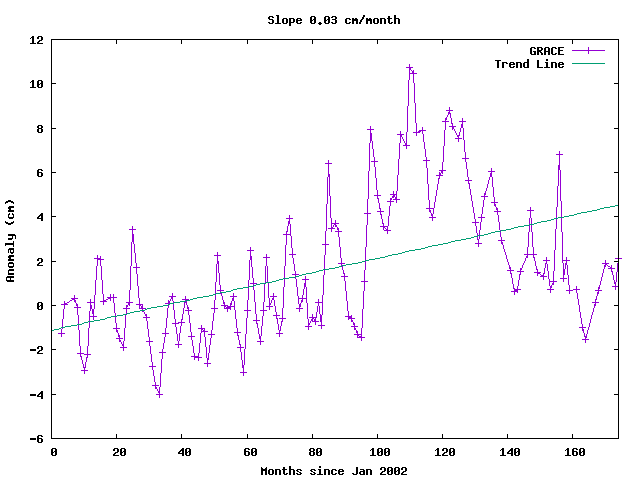 Slope 0.03 cm/month
GRACE
Trend Line
12
10
8
6
4
2
0
-2
-4
-6
Anomaly (cm)
0 20 40 60 80 100 120 140 160
Months since Jan 2002